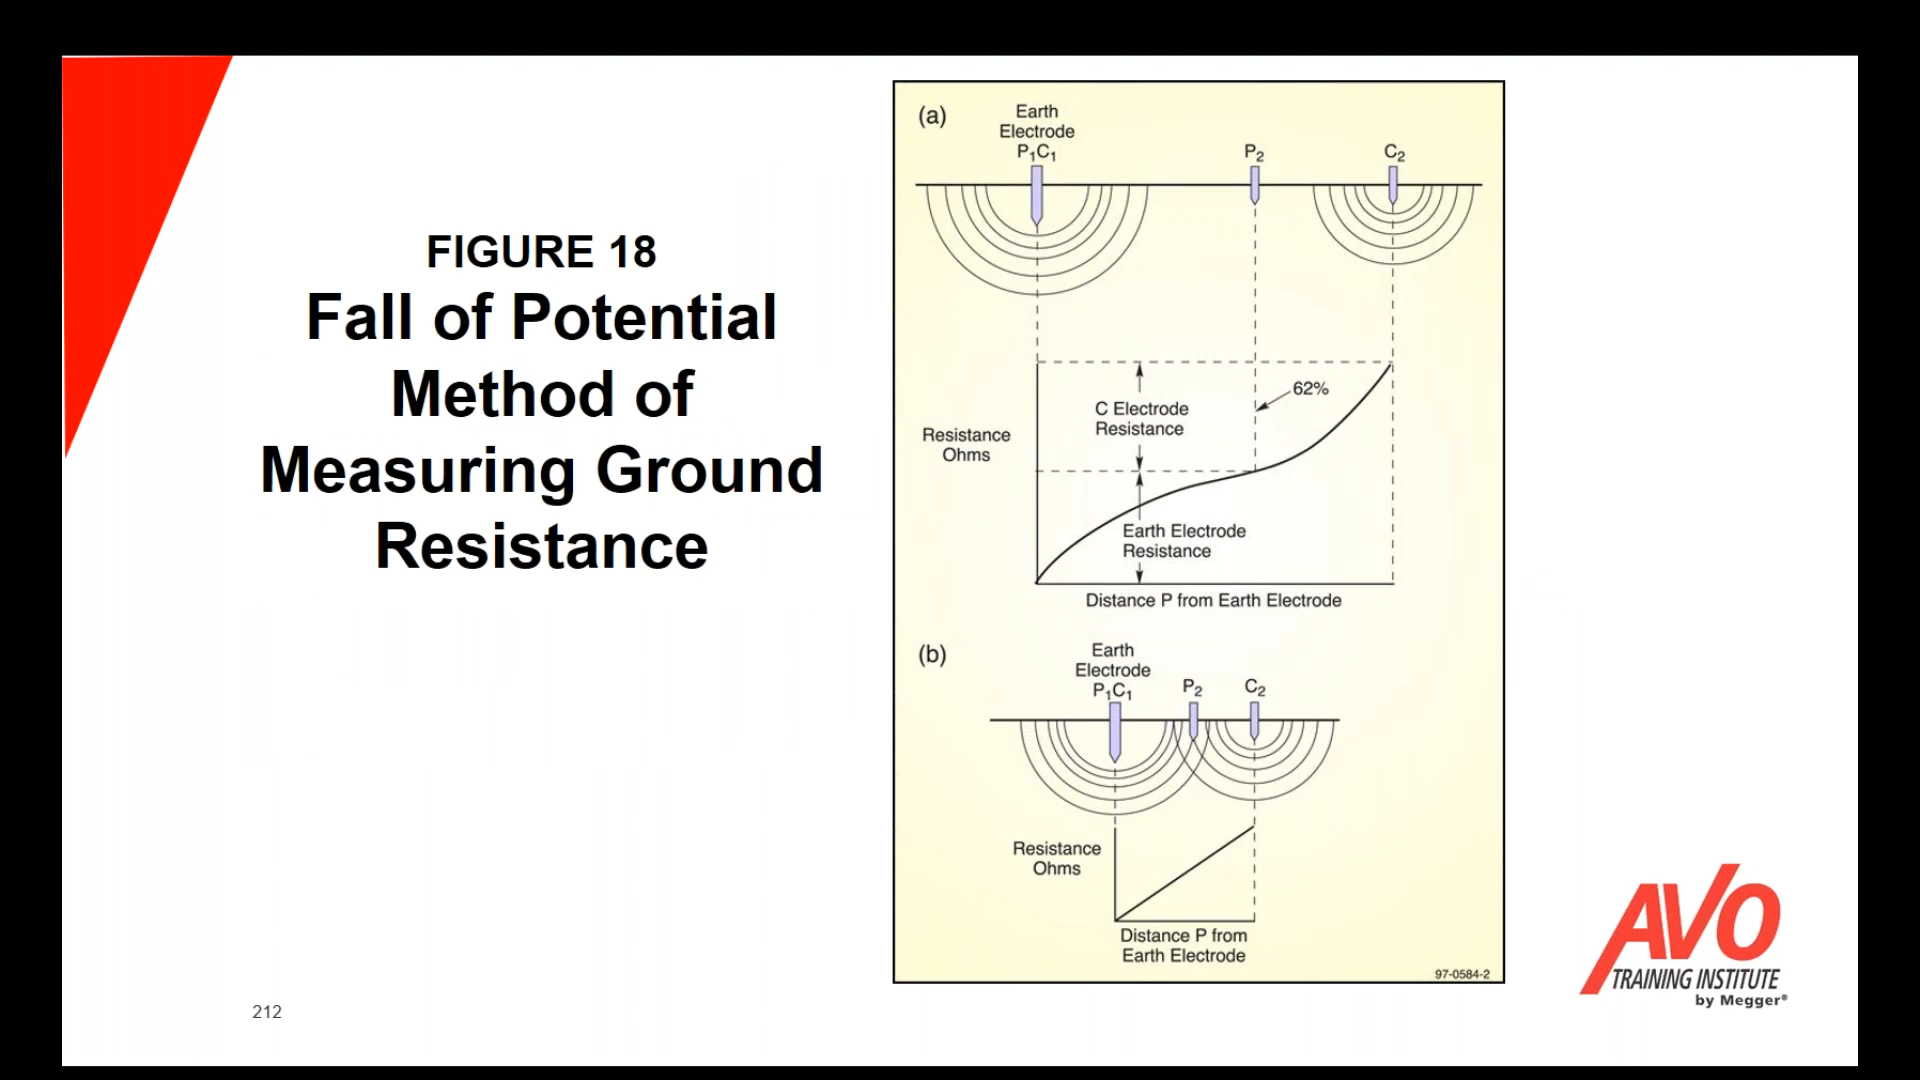 FIGURE 18
Fall of Potential
Method of
Measuring Ground
Resistance
(a)
Earth
Electrode
P₁C₁
P₂
C₂
62%
C Electrode
Resistance
Resistance
Ohms
Earth Electrode
Resistance
Distance P from Earth Electrode
(b)
Earth
Electrode
P₁C₁
P₂
C₂
Resistance
Ohms
Distance P from
Earth Electrode
97-0584-2
AVO
TRAINING INSTITUTE
by Megger®
212